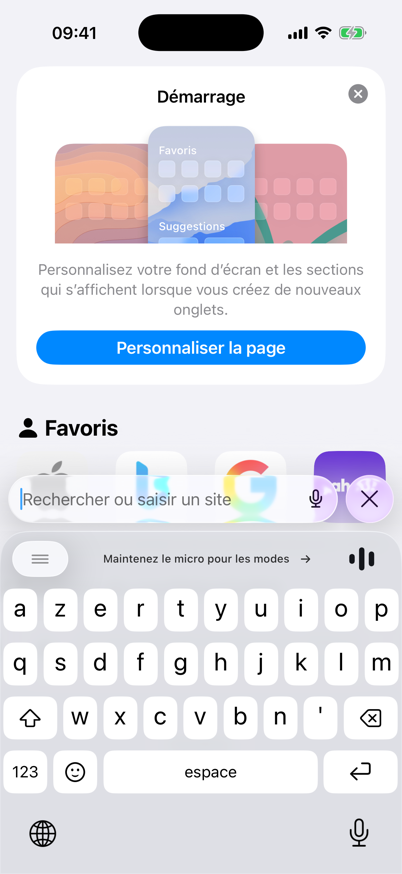 09:41
Démarrage
Favoris
Suggestions
Personnalisez votre fond d'écran et les sections
qui s'affichent lorsque vous créez de nouveaux
onglets.
Personnaliser la page
Favoris
Rechercher ou saisir un site
Maintenez le micro pour les modes →
a z e r t y u i o p
q s d f g h j k l m
w x c v b n '
123 espace